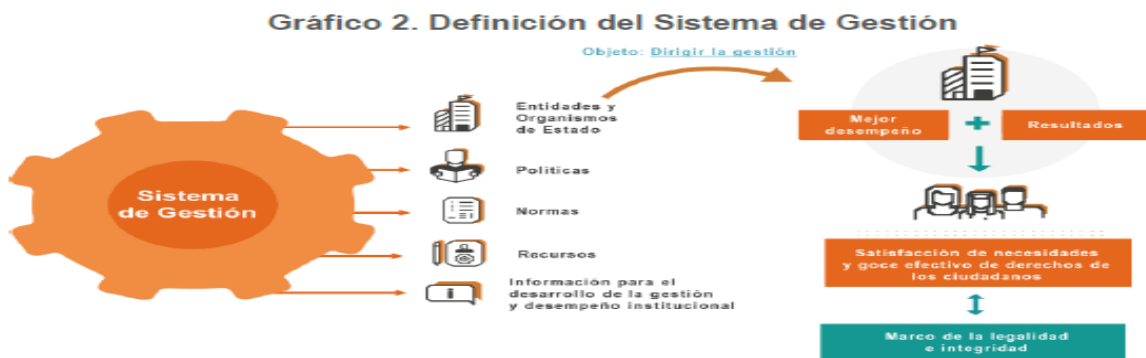 Gráfico 2. Definición del Sistema de Gestión
Objeto: Dirigir la gestión
Sistema
de Gestión
Entidades y
Organismos
de Estado
Políticas
Normas
Recursos
Información para el
desarrollo de la gestión
y desempeño institucional
Mejor
desempeño
+
Resultados
Satisfacción de necesidades
y goce efectivo de derechos de
los ciudadanos
Marco de la legalidad
e integridad